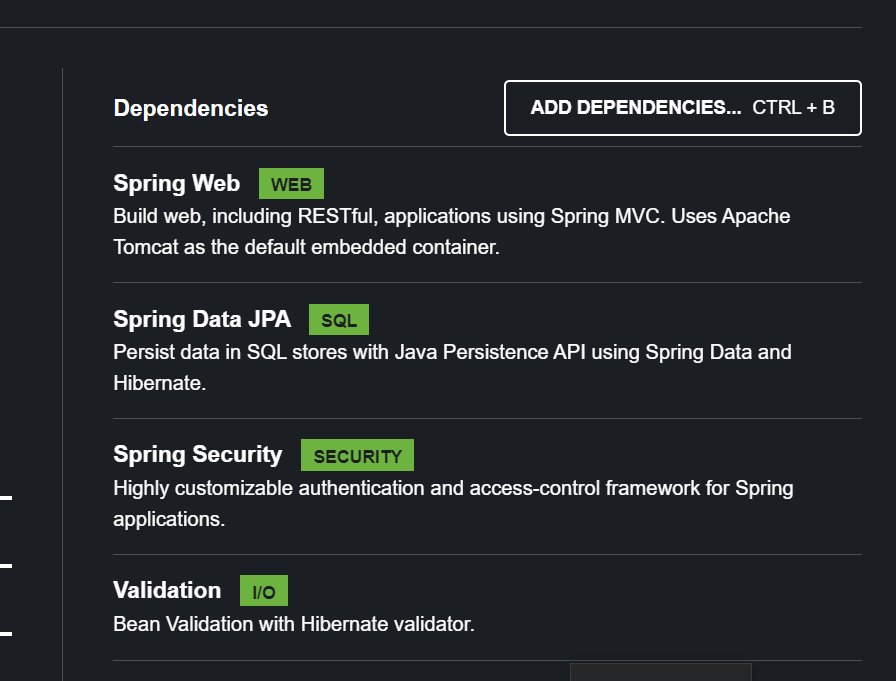 Dependencies
ADD DEPENDENCIES... CTRL + B
Spring Web WEB
Build web, including RESTful, applications using Spring MVC. Uses Apache
Tomcat as the default embedded container.
Spring Data JPA SQL
Persist data in SQL stores with Java Persistence API using Spring Data and
Hibernate.
Spring Security SECURITY
Highly customizable authentication and access-control framework for Spring
applications.
Validation I/O
Bean Validation with Hibernate validator.